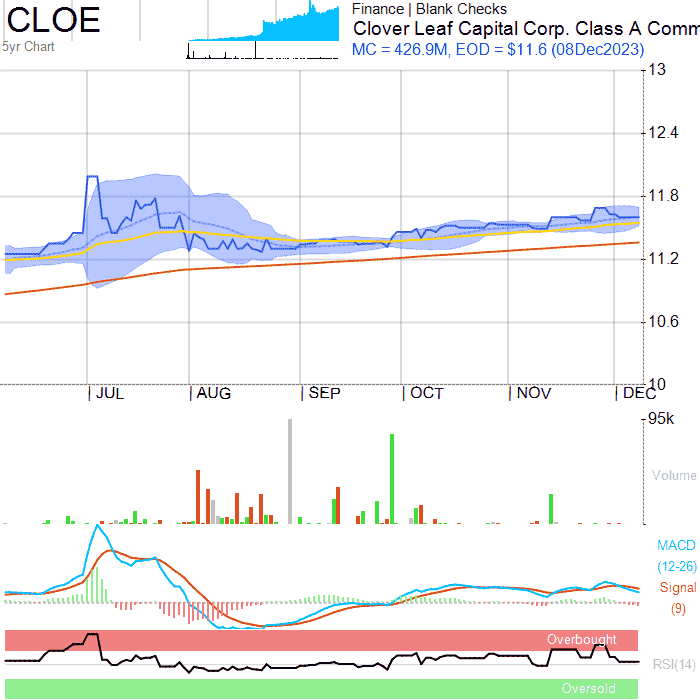 CLOE
5yr Chart
Finance | Blank Checks
Clover Leaf Capital Corp. Class A Comm
MC = 426.9M, EOD = $11.6 (08Dec2023)
13
12.4
11.8
11.2
10.6
10
JUL AUG SEP OCT NOV DEC
95k
Volume
MACD
(12-26)
Signal
(9)
Overbought
RSI(14)
Oversold